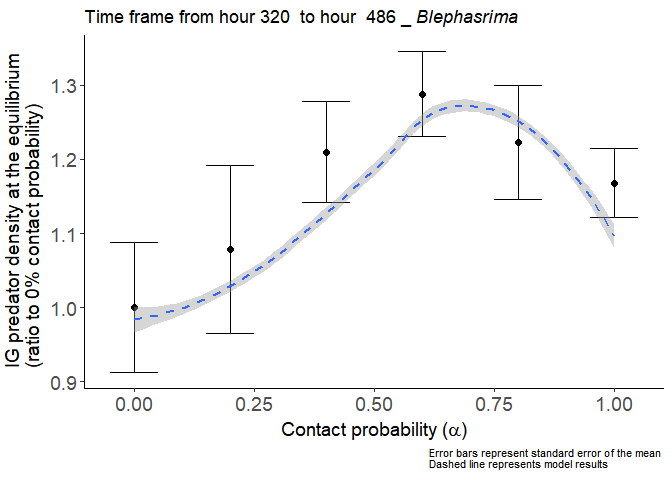 Time frame from hour 320  to hour  486 _ Blephasrima
IG predator density at the equilibrium
(ratio to 0% contact probability)
1.3
1.2
1.1
1.0
0.9
0.00 0.25 0.50 0.75 1.00
Contact probability (α)
Error bars represent standard error of the mean
Dashed line represents model results